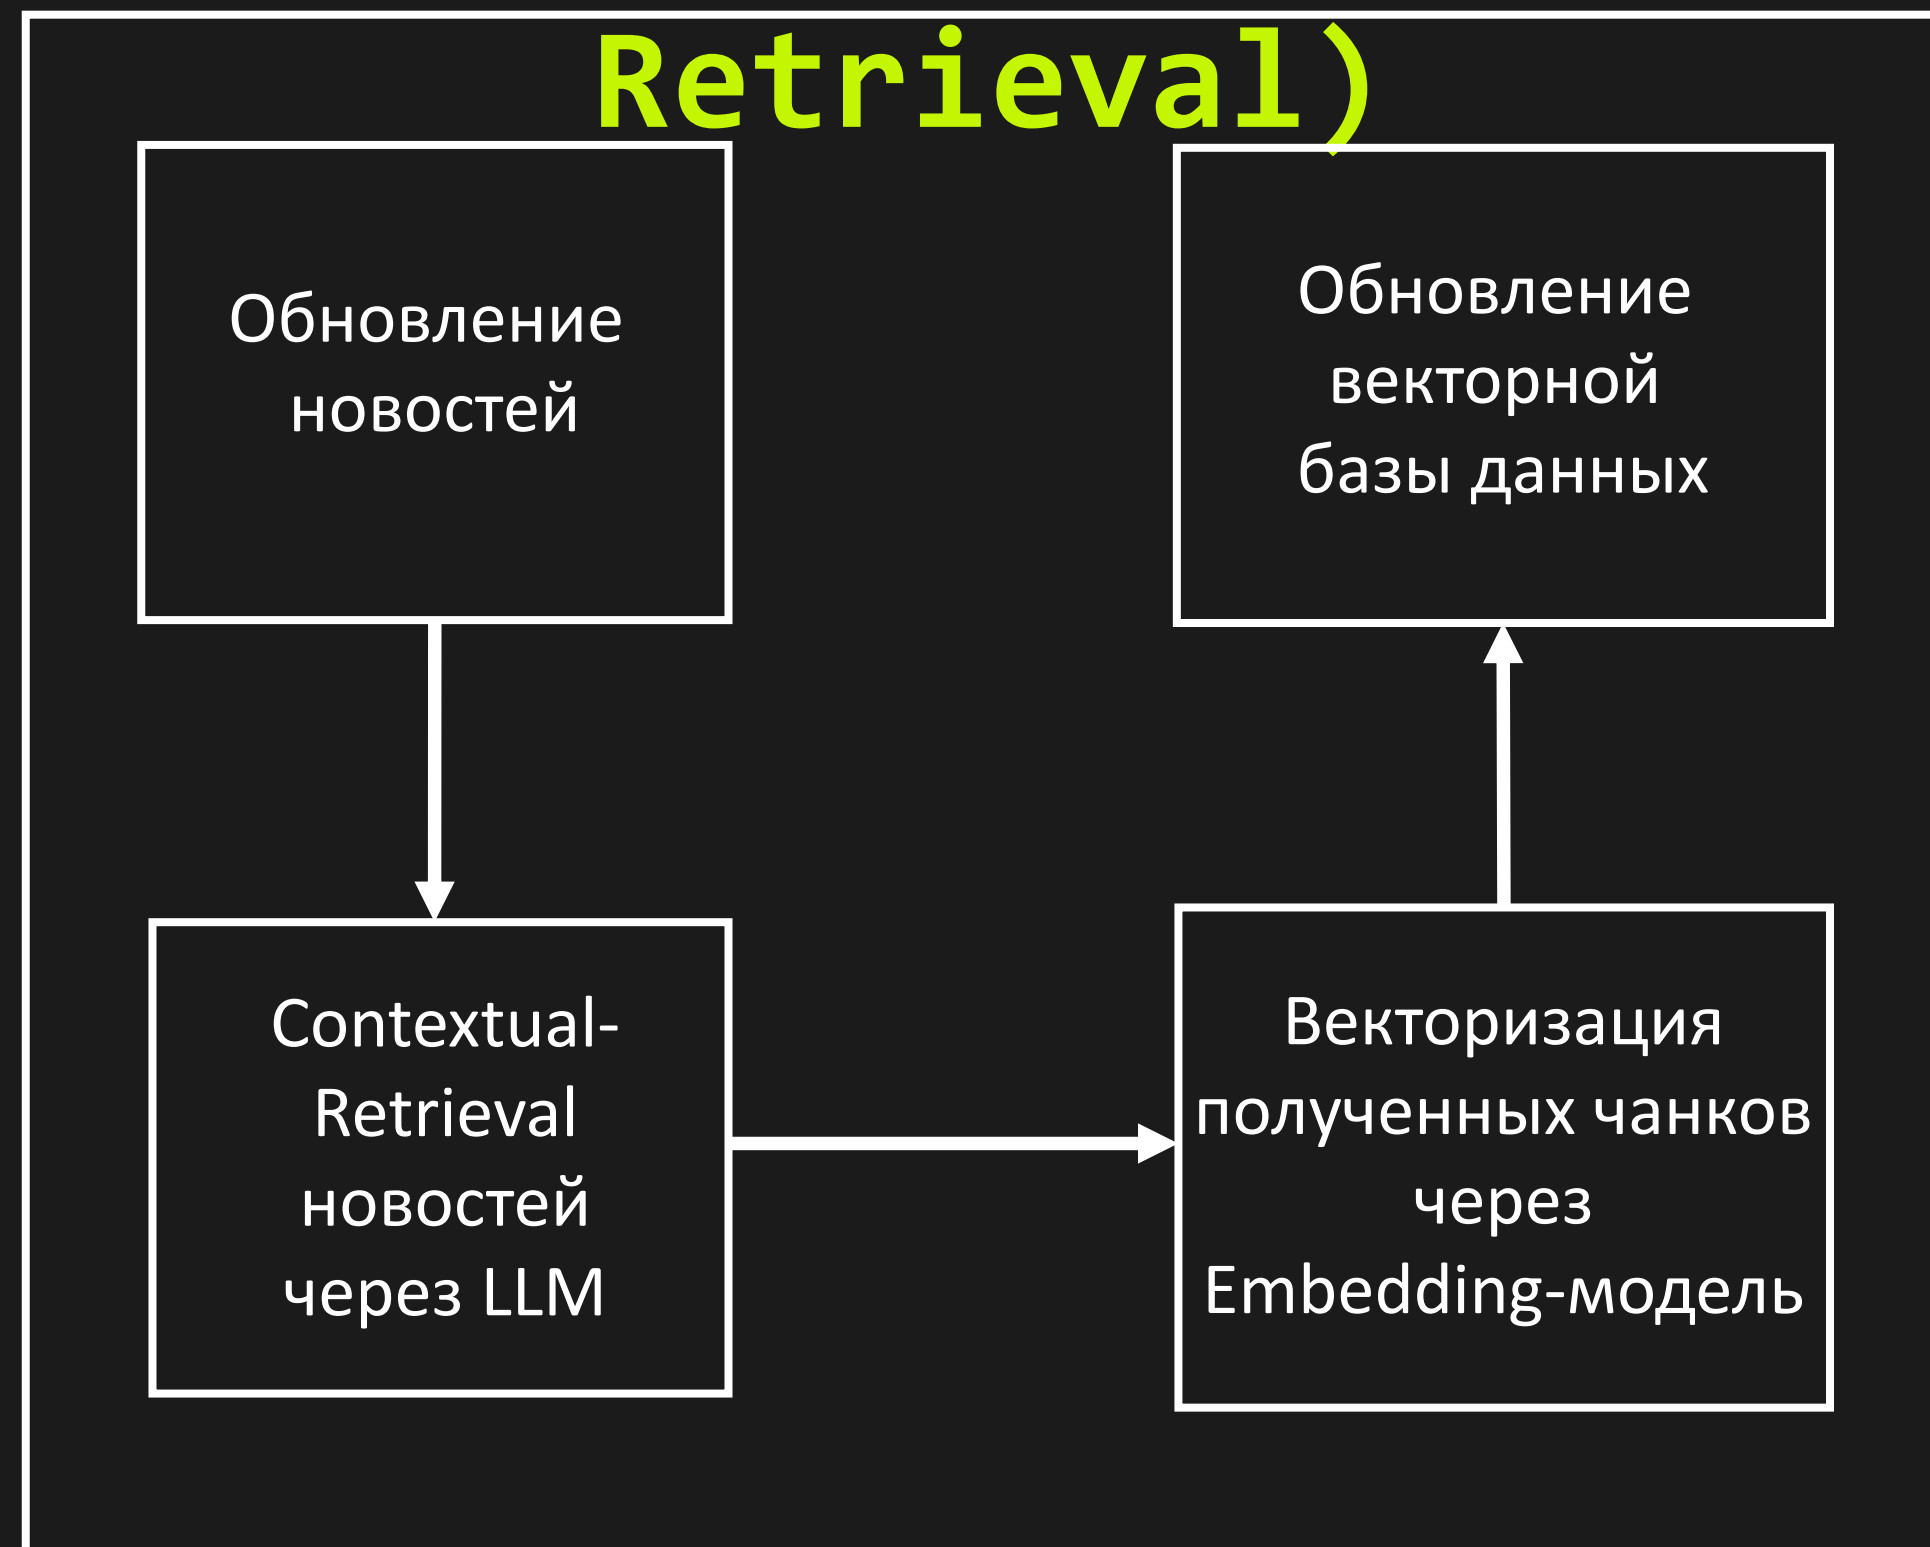 Retrieval)
Обновление
новостей
Contextual-
Retrieval
новостей
через LLM
Векторизация
полученных чанков
через
Embedding-модель
Обновление
векторной
базы данных